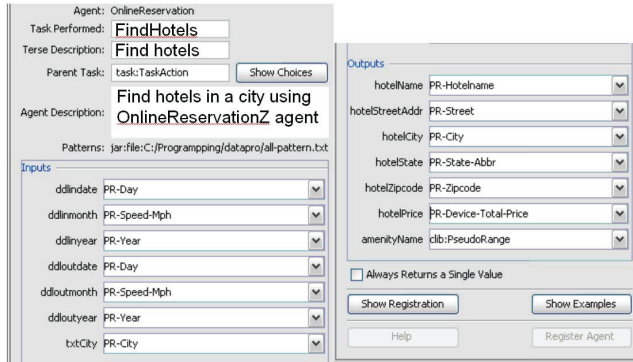 Agent: OnlineReservation
Task Performed: FindHotels
Terse Description: Find hotels
Parent Task: task:TaskAction Show Choices
Agent Description: Find hotels in a city using
OnlineReservationZ agent
Patterns: jar:file:C:/Programpping/datapro/all-pattern.txt
Inputs
ddlindate PR-Day
ddlinmonth PR-Speed-Mph
ddlinyear PR-Year
ddloutdate PR-Day
ddloutmonth PR-Speed-Mph
ddloutyear PR-Year
txtCity PR-City
Outputs
hotelName PR-Hotelname
hotelStreetAddr PR-Street
hotelCity PR-City
hotelState PR-State-Abbr
hotelZipcode PR-Zipcode
hotelPrice PR-Device-Total-Price
amenityName clib:PseudoRange
Always Returns a Single Value
Show Registration Show Examples
Help Register Agent